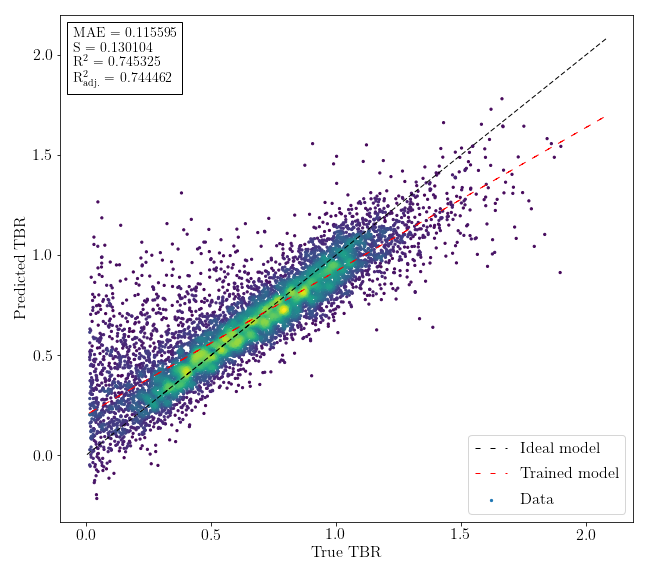 MAE = 0.115595
S = 0.130104
R² = 0.745325
R²adj. = 0.744462
2.0
1.5
1.0
0.5
0.0
Predicted TBR
0.0 0.5 1.0 1.5 2.0
True TBR
Ideal model
Trained model
Data